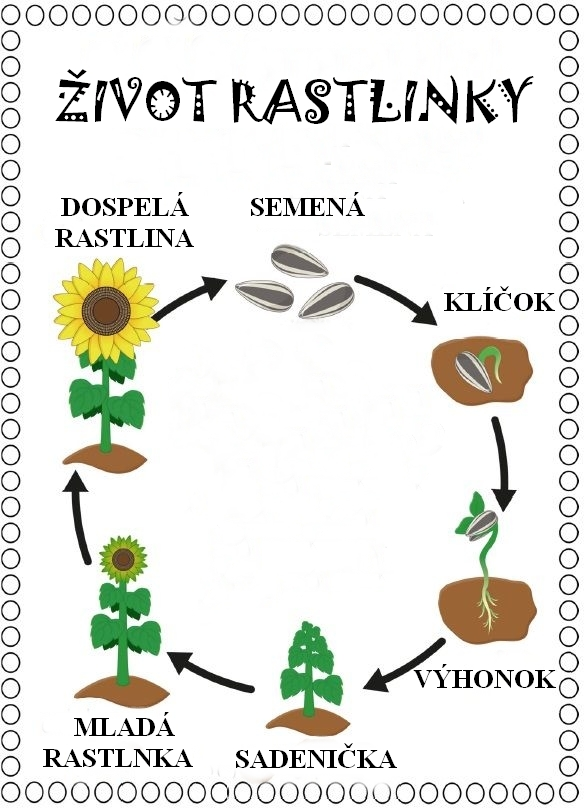 ŽIVOT RASTLINKY
DOSPELÁ
RASTLINA
SEMENÁ
KLÍČOK
VÝHONOK
SADENIČKA
MLADÁ
RASTLNKA